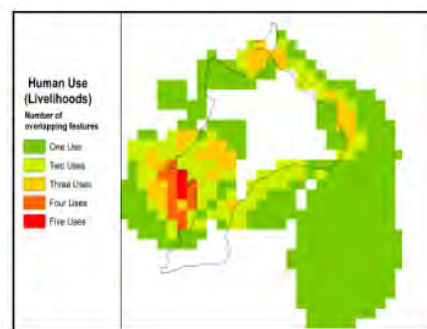 Human Use
(Livelihoods)
Number of
overlapping features
One Use
Two Uses
Three Uses
Four Uses
Five Uses